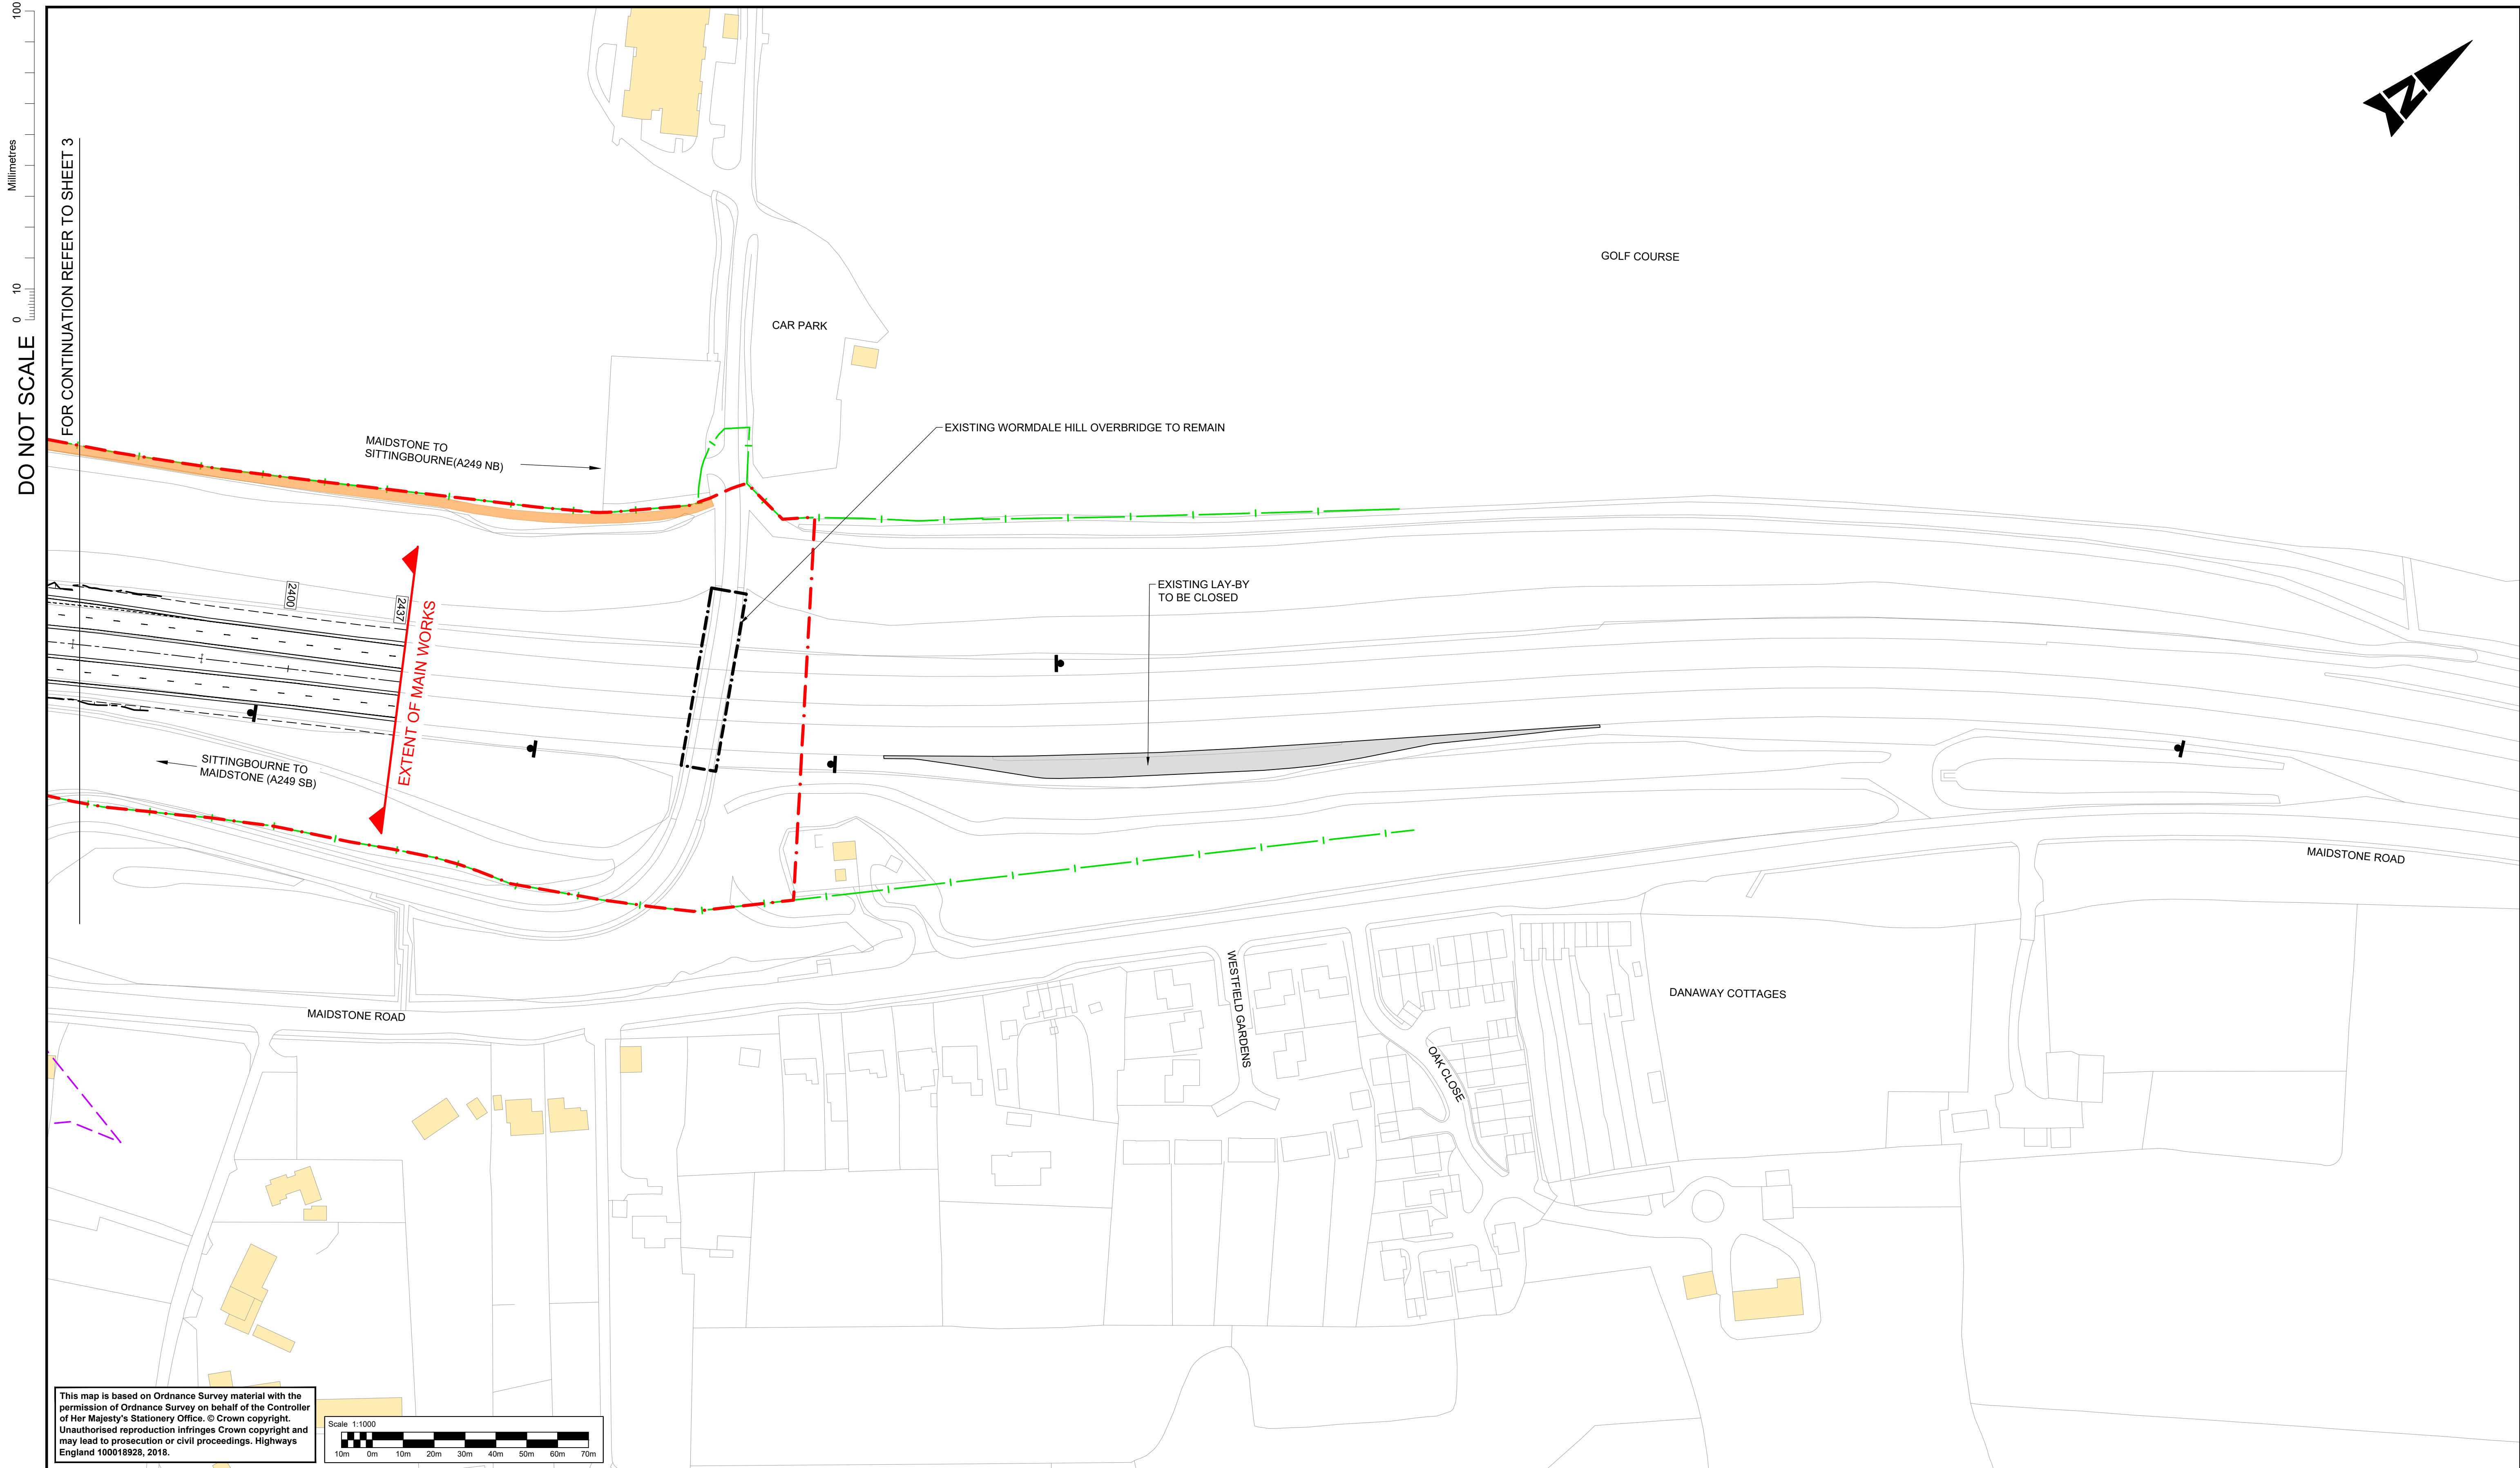 100
Millimetres
10
0
DO NOT SCALE
FOR CONTINUATION REFER TO SHEET 3
N
GOLF COURSE
CAR PARK
EXISTING WORMDALE HILL OVERBRIDGE TO REMAIN
MAIDSTONE TO
SITTINGBOURNE(A249 NB)
EXISTING LAY-BY
TO BE CLOSED
2400
2437
EXTENT OF MAIN WORKS
SITTINGBOURNE TO
MAIDSTONE (A249 SB)
MAIDSTONE ROAD
WESTFIELD GARDENS
DANAWAY COTTAGES
MAIDSTONE ROAD
OAK CLOSE
This map is based on Ordnance Survey material with the
permission of Ordnance Survey on behalf of the Controller
of Her Majesty's Stationery Office. © Crown copyright.
Unauthorised reproduction infringes Crown copyright and
may lead to prosecution or civil proceedings. Highways
England 100018928, 2018.
Scale 1:1000
10m 0m 10m 20m 30m 40m 50m 60m 70m